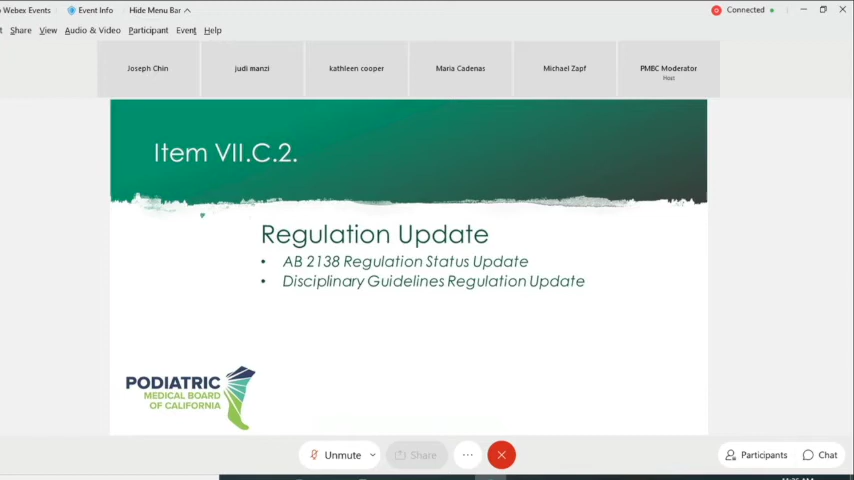 Webex Events Event Info Hide Menu Bar Connected
Share View Audio & Video Participant Event Help
Joseph Chin judi manzi kathleen cooper Maria Cadenas Michael Zapf PMBC Moderator
Host
Item VII.C.2.
Regulation Update
• AB 2138 Regulation Status Update
• Disciplinary Guidelines Regulation Update
PODIATRIC
MEDICAL BOARD
OF CALIFORNIA
Unmute Share Participants Chat